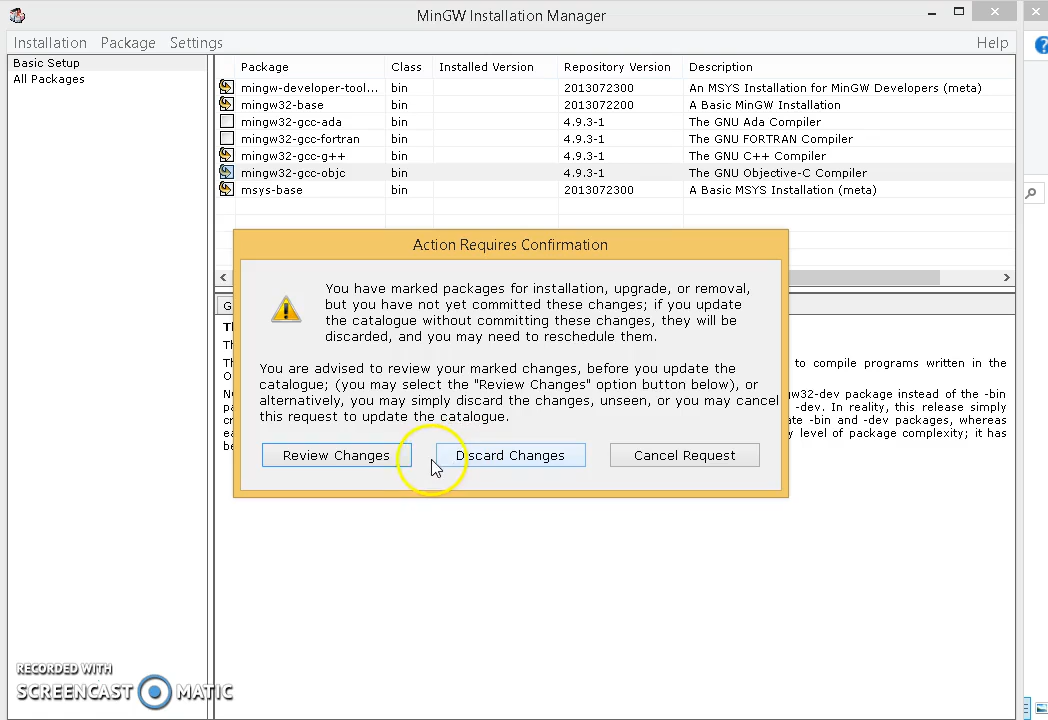 MinGW Installation Manager
Installation Package Settings Help
Basic Setup
All Packages
Package Class Installed Version Repository Version Description
mingw-developer-tool... bin 2013072300 An MSYS Installation for MinGW Developers (meta)
mingw32-base bin 2013072200 A Basic MinGW Installation
mingw32-gcc-ada bin 4.9.3-1 The GNU Ada Compiler
mingw32-gcc-fortran bin 4.9.3-1 The GNU FORTRAN Compiler
mingw32-gcc-g++ bin 4.9.3-1 The GNU C++ Compiler
mingw32-gcc-objc bin 4.9.3-1 The GNU Objective-C Compiler
msys-base bin 2013072300 A Basic MSYS Installation (meta)
Action Requires Confirmation
You have marked packages for installation, upgrade, or removal,
but you have not yet committed these changes; if you update
the catalogue without committing these changes, they will be
discarded, and you may need to reschedule them.
You are advised to review your marked changes, before you update the
catalogue; (you may select the "Review Changes" option button below), or
alternatively, you may simply discard the changes, unseen, or you may cancel
this request to update the catalogue.
Review Changes Discard Changes Cancel Request
to compile programs written in the
-dev package instead of the -bin
-dev. In reality, this release simply
-bin and -dev packages, whereas
level of package complexity; it has
RECORDED WITH
SCREENCAST MATIC